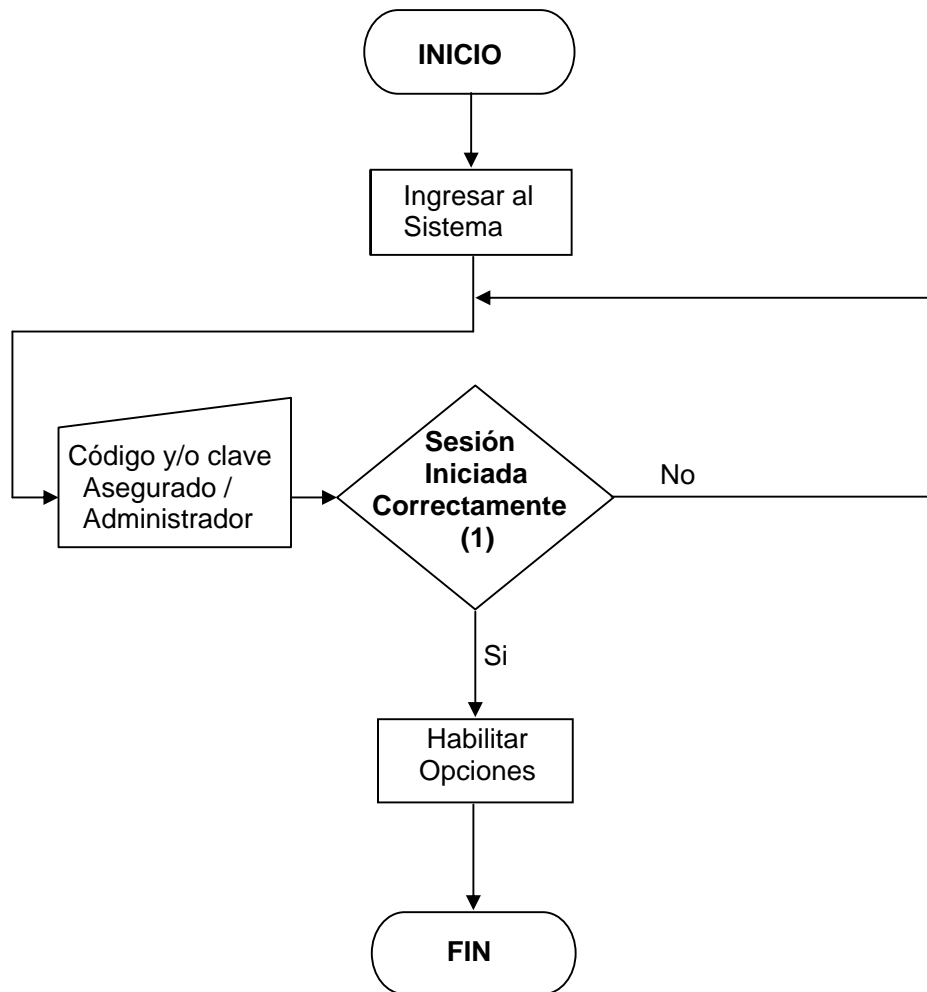 INICIO
Ingresar al
Sistema
Código y/o clave
Asegurado /
Administrador
Sesión
Iniciada
Correctamente
(1)
No
Si
Habilitar
Opciones
FIN